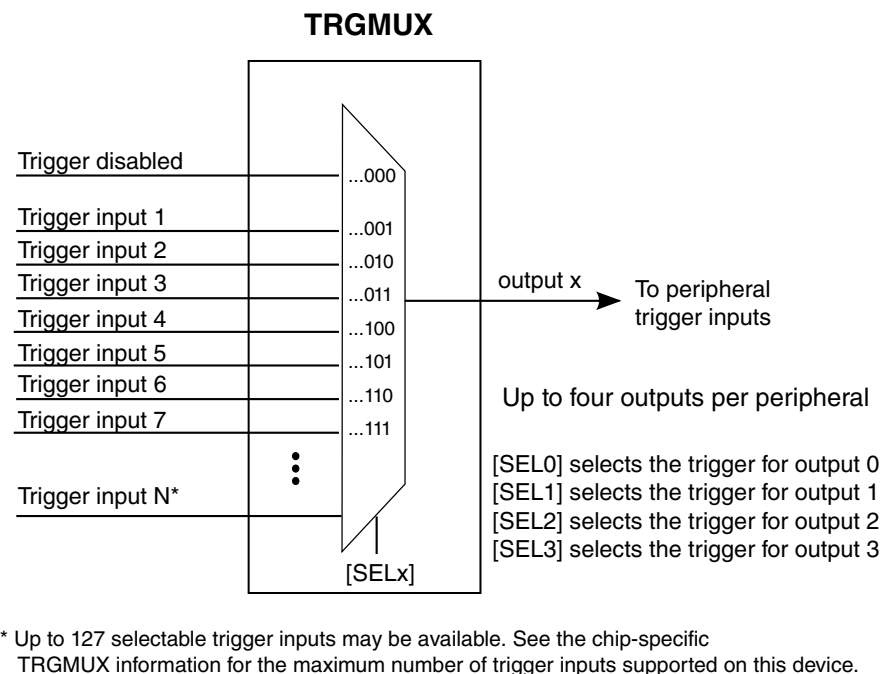 TRGMUX
Trigger disabled
...000
Trigger input 1
...001
Trigger input 2
...010
Trigger input 3
...011
Trigger input 4
...100
Trigger input 5
...101
Trigger input 6
...110
Trigger input 7
...111
Trigger input N*
[SELx]
output x
To peripheral
trigger inputs
Up to four outputs per peripheral
[SEL0] selects the trigger for output 0
[SEL1] selects the trigger for output 1
[SEL2] selects the trigger for output 2
[SEL3] selects the trigger for output 3
* Up to 127 selectable trigger inputs may be available. See the chip-specific
TRGMUX information for the maximum number of trigger inputs supported on this device.